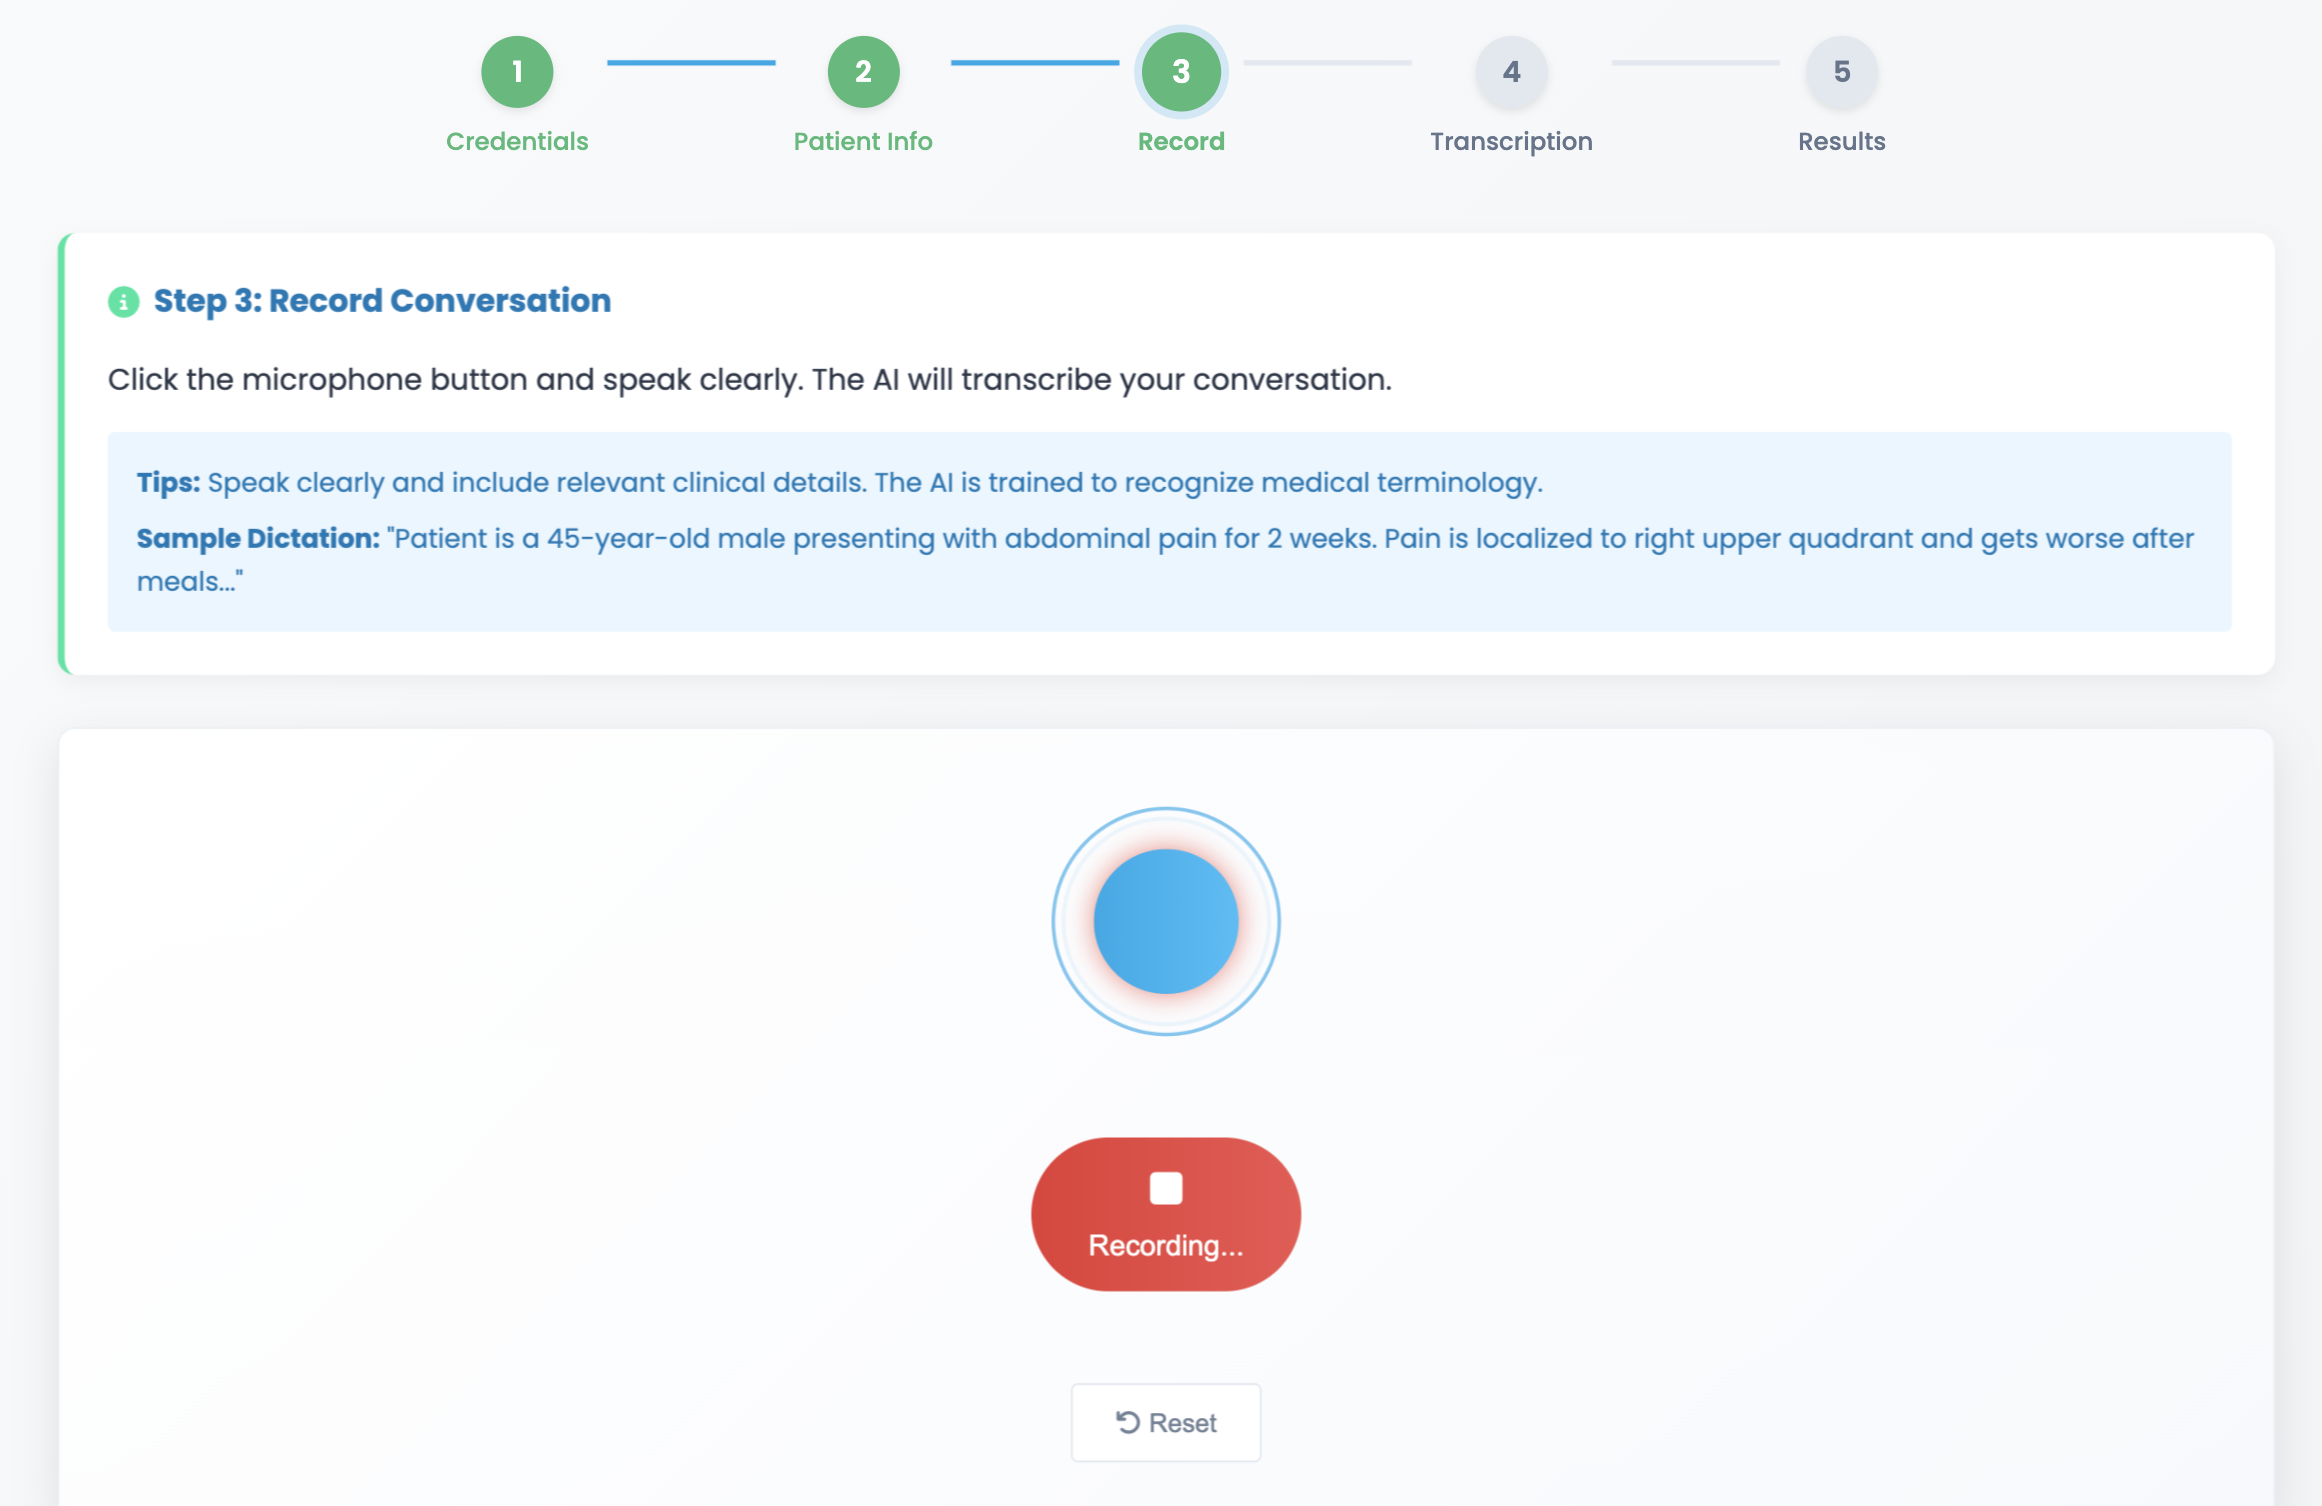 1
2
3
4
5
Credentials
Patient Info
Record
Transcription
Results
Step 3: Record Conversation
Click the microphone button and speak clearly. The AI will transcribe your conversation.
Tips: Speak clearly and include relevant clinical details. The AI is trained to recognize medical terminology.
Sample Dictation: "Patient is a 45-year-old male presenting with abdominal pain for 2 weeks. Pain is localized to right upper quadrant and gets worse after
meals..."
Recording...
Reset